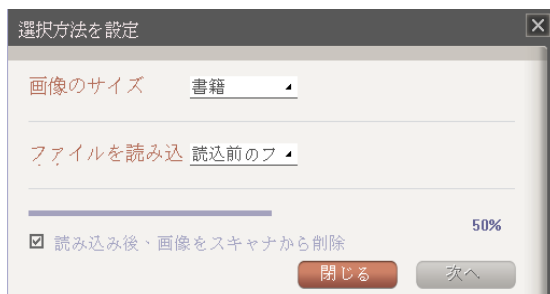 選択方法を設定
画像のサイズ 書籍
ファイルを読み込 読込前のフ
50%
読み込み後、画像をスキャナから削除
閉じる 次へ